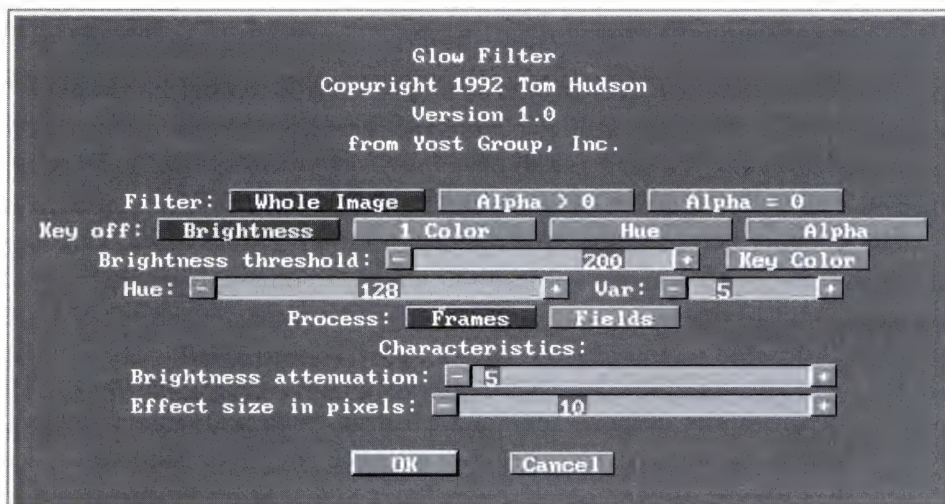 Glow Filter
Copyright 1992 Tom Hudson
Version 1.0
from Yost Group, Inc.
Filter: Whole Image Alpha > 0 Alpha = 0
Key off: Brightness 1 Color Hue Alpha
Brightness threshold: - 200 + Key Color
Hue: - 128 + Var: - 5 +
Process: Frames Fields
Characteristics:
Brightness attenuation: - 5 +
Effect size in pixels: - 10 +
OK Cancel